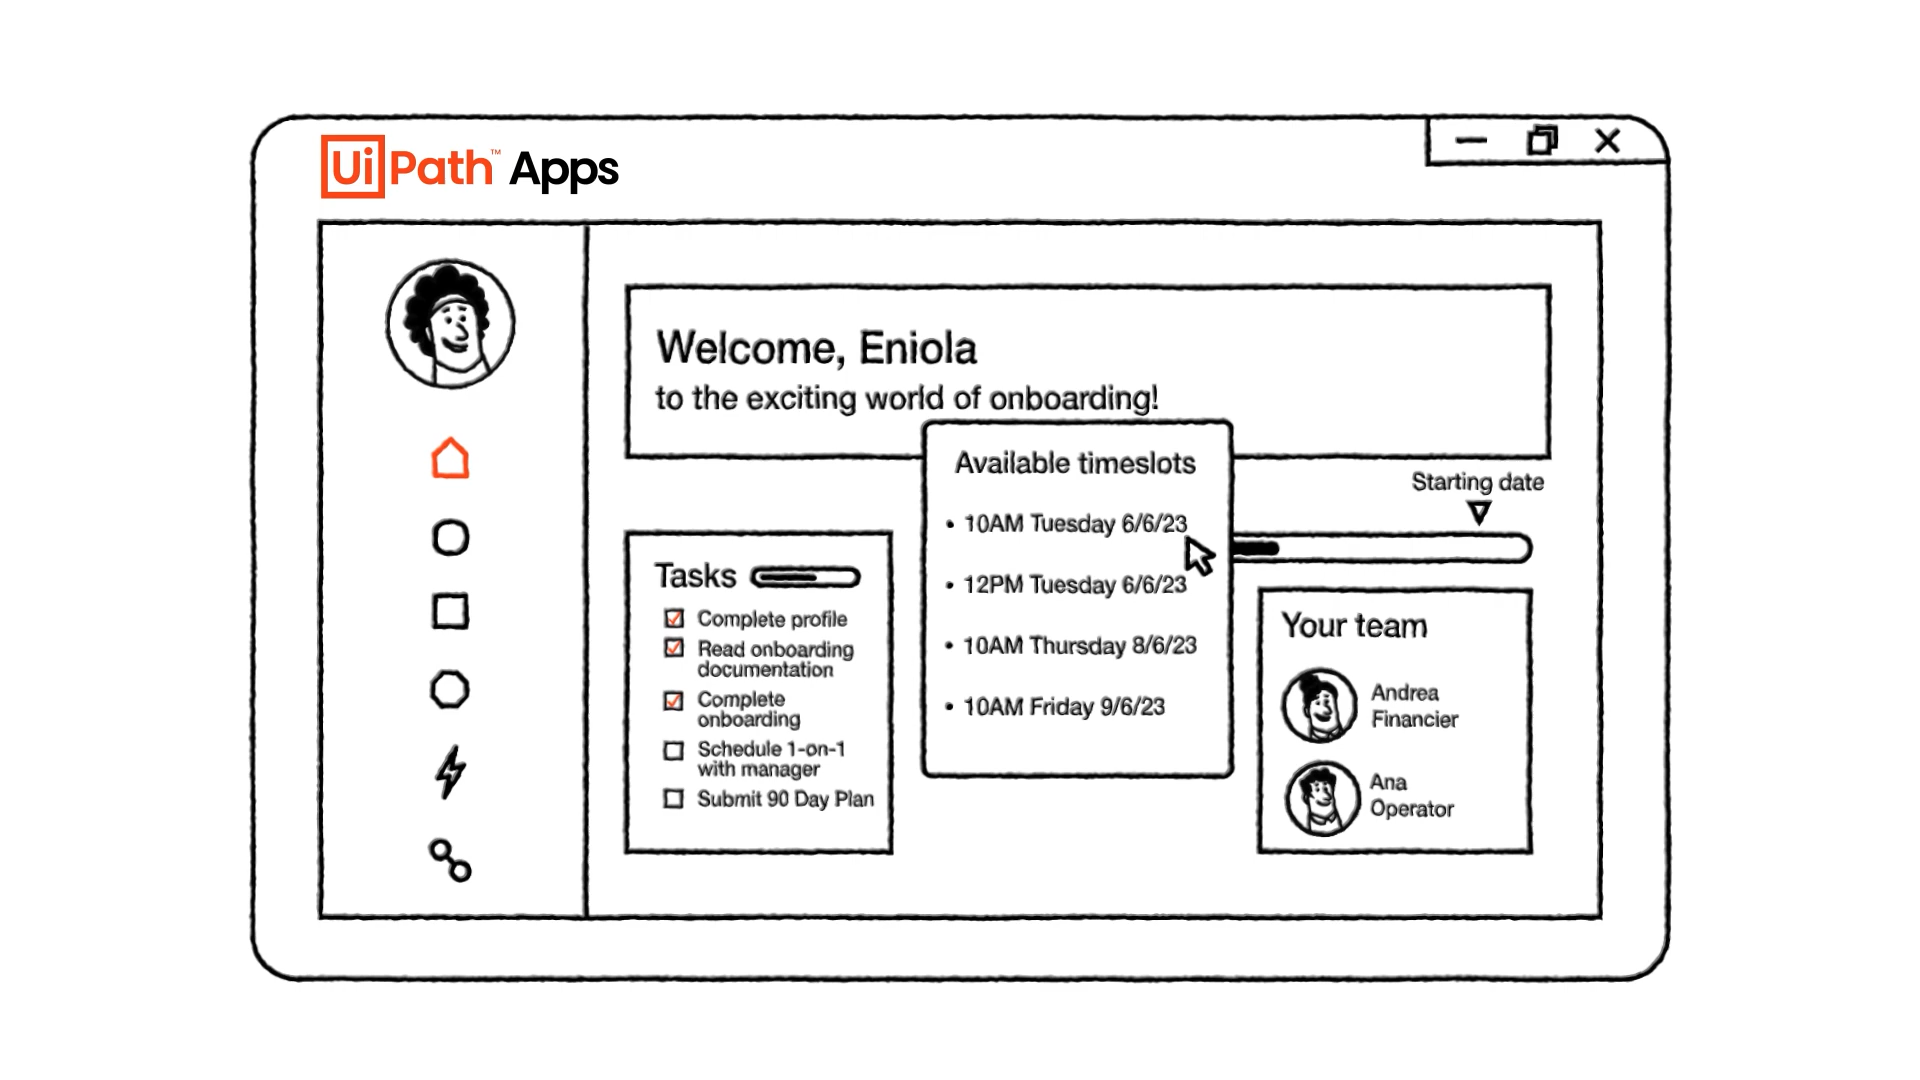 UiPath™ Apps
Welcome, Eniola
to the exciting world of onboarding!
Available timeslots
• 10AM Tuesday 6/6/23
• 12PM Tuesday 6/6/23
• 10AM Thursday 8/6/23
• 10AM Friday 9/6/23
Starting date
Tasks
Complete profile
Read onboarding
documentation
Complete
onboarding
Schedule 1-on-1
with manager
Submit 90 Day Plan
Your team
Andrea
Financier
Ana
Operator